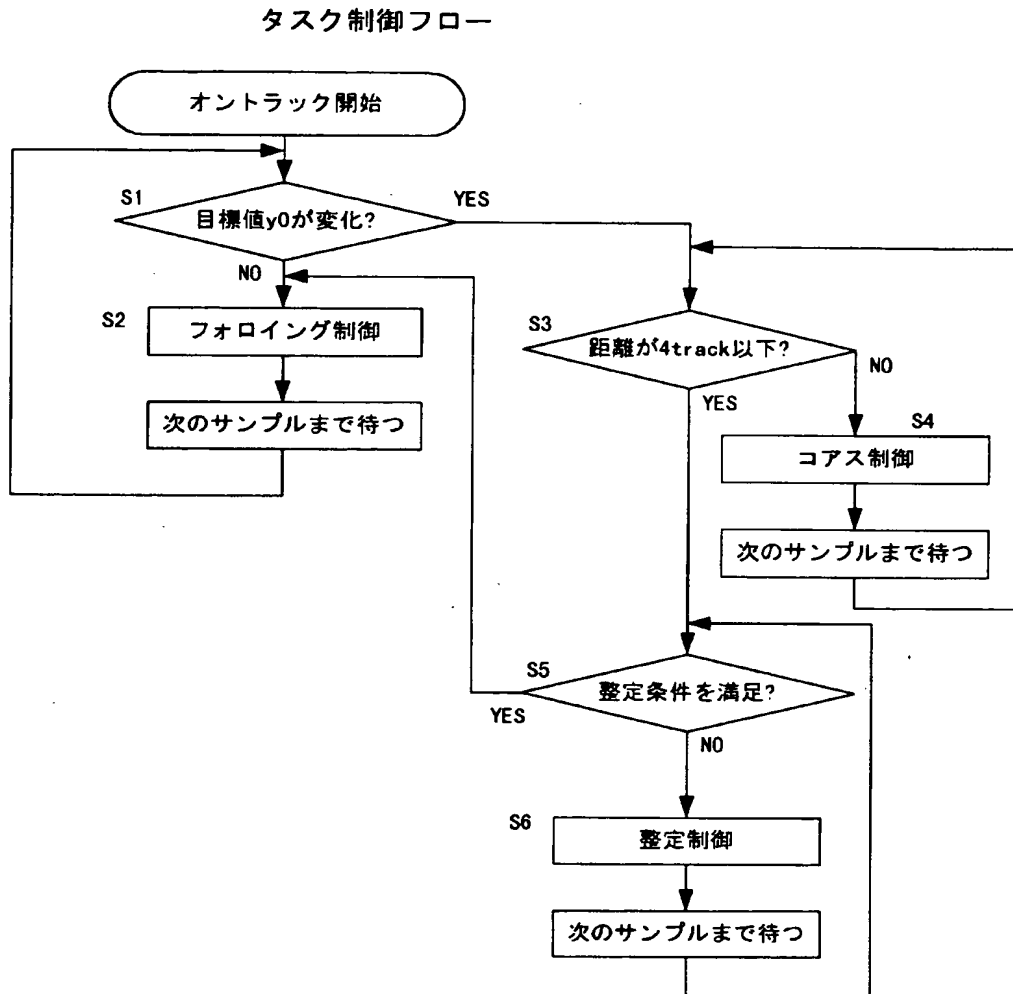 タスク制御フロー
オントラック開始
S1
目標値y0が変化?
YES
NO
S2
フォロイング制御
次のサンプルまで待つ
S3
距離が4track以下?
NO
YES
S4
コアス制御
次のサンプルまで待つ
S5
整定条件を満足?
YES
NO
S6
整定制御
次のサンプルまで待つ